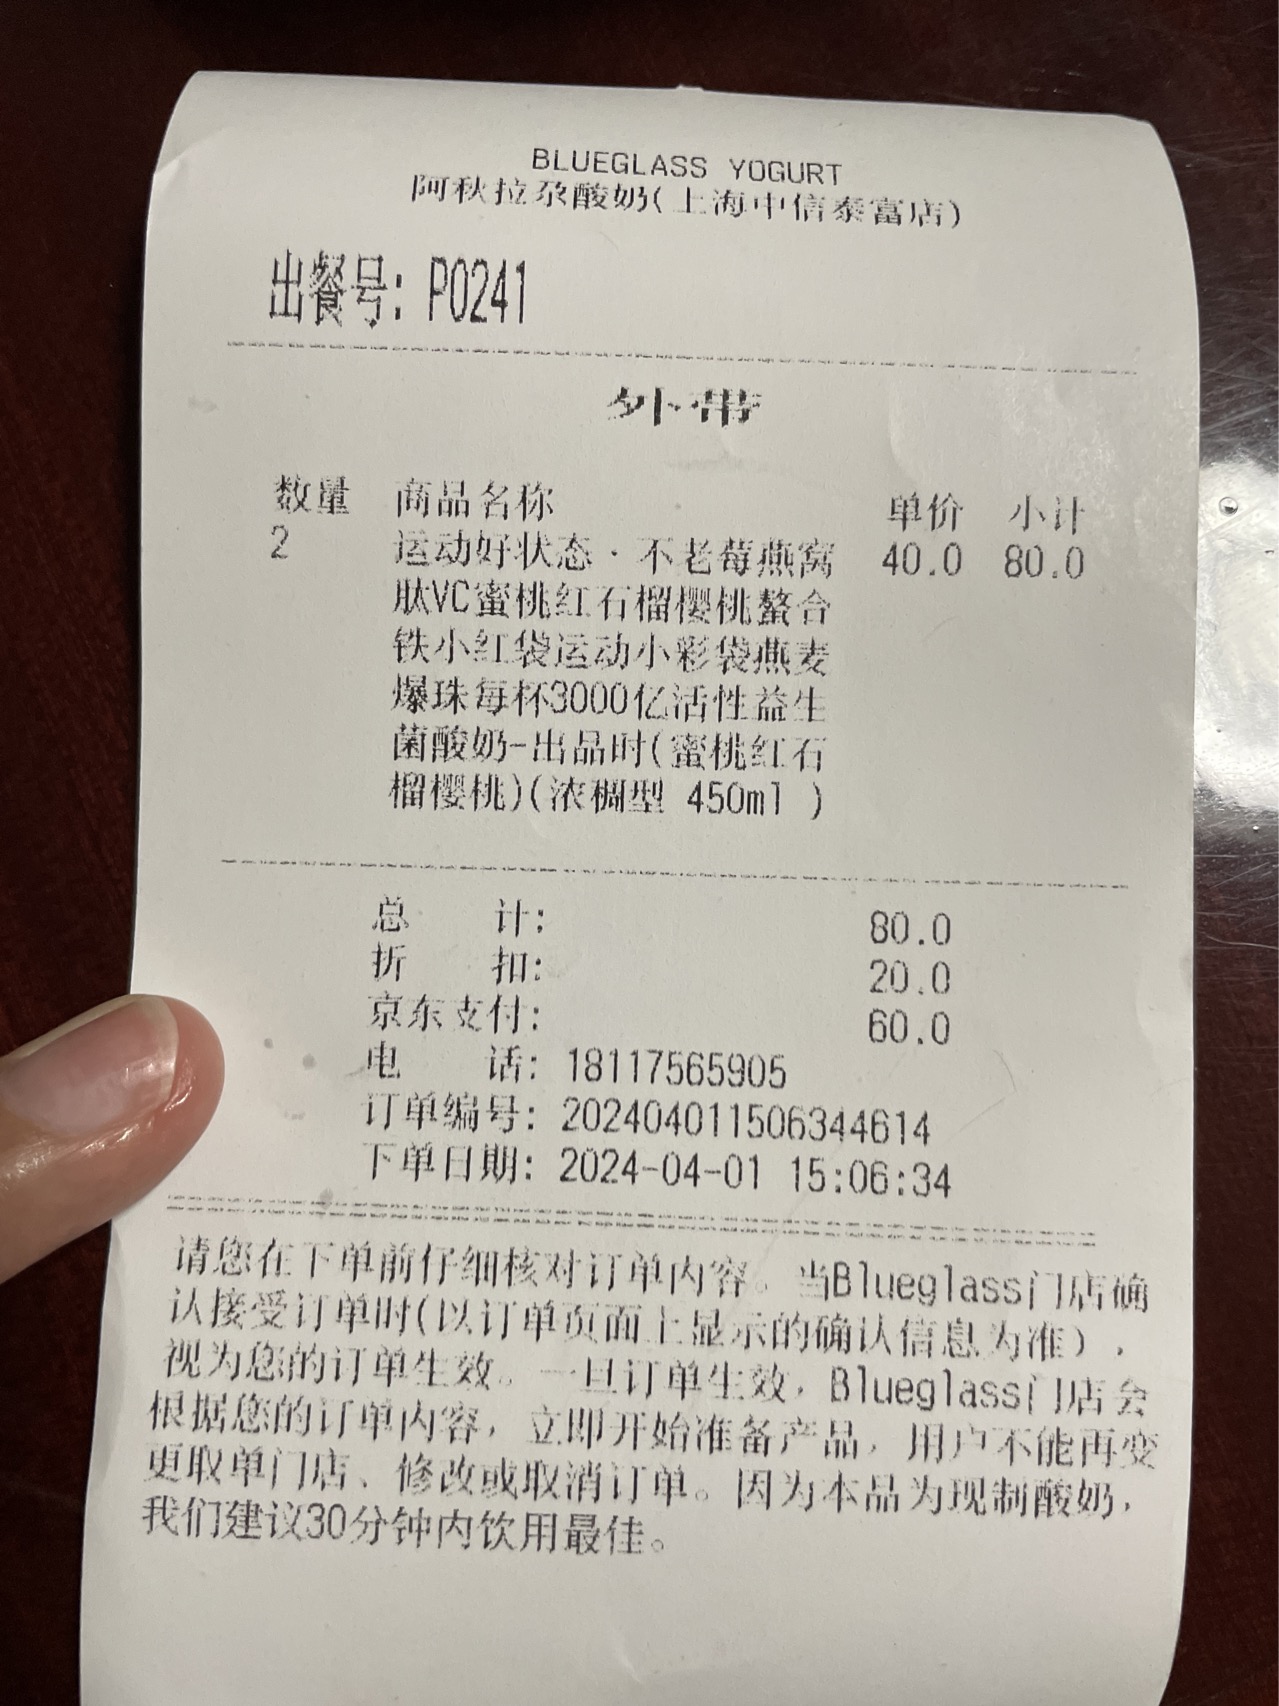 BLUEGLASS YOGURT
阿秋拉尕酸奶(上海中信泰富店)
出餐号: P0241
外带
数量 商品名称 单价 小计
2 运动好状态·不老莓燕窝 40.0 80.0
肽VC蜜桃红石榴樱桃螯合
铁小红袋运动小彩袋燕麦
爆珠每杯3000亿活性益生
菌酸奶-出品时(蜜桃红石
榴樱桃)(浓稠型 450ml )
总 计: 80.0
折 扣: 20.0
京东支付: 60.0
电 话: 18117565905
订单编号: 202404011506344614
下单日期: 2024-04-01 15:06:34
请您在下单前仔细核对订单内容。当Blueglass门店确
认接受订单时(以订单页面上显示的确认信息为准),
视为您的订单生效。一旦订单生效,Blueglass门店会
根据您的订单内容,立即开始准备产品,用户不能再变
更取单门店、修改或取消订单。因为本品为现制酸奶,
我们建议30分钟内饮用最佳。